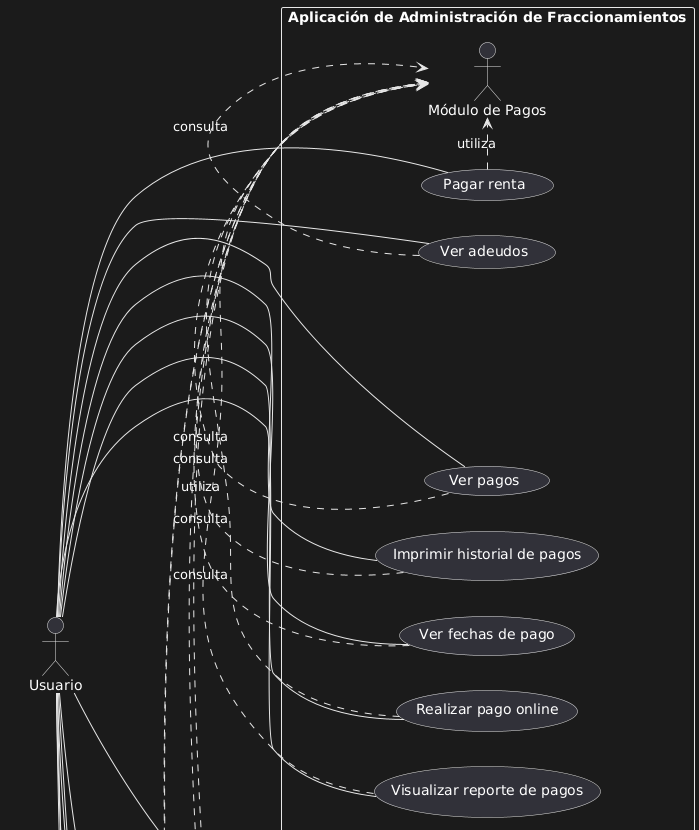 Aplicación de Administración de Fraccionamientos
Módulo de Pagos
consulta
utiliza
Pagar renta
Ver adeudos
consulta
consulta
Ver pagos
utiliza
consulta
Imprimir historial de pagos
consulta
Ver fechas de pago
Usuario
Realizar pago online
Visualizar reporte de pagos